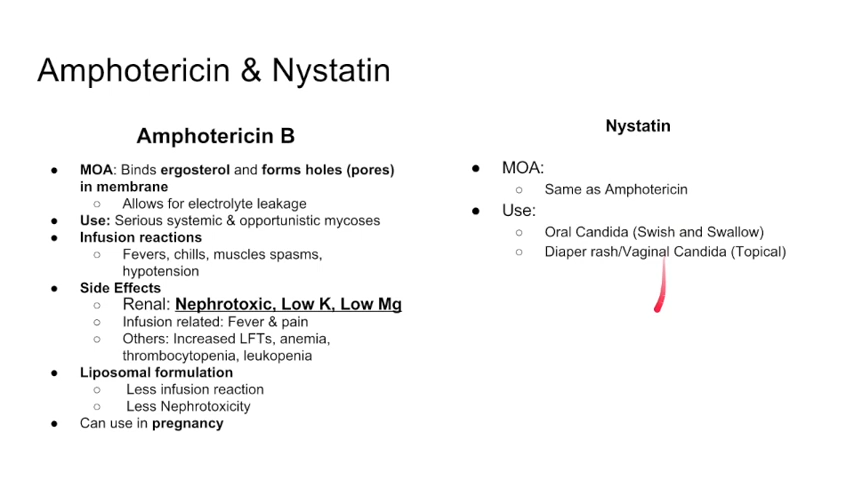 Amphotericin & Nystatin
Amphotericin B
● MOA: Binds ergosterol and forms holes (pores)
in membrane
○ Allows for electrolyte leakage
● Use: Serious systemic & opportunistic mycoses
● Infusion reactions
○ Fevers, chills, muscles spasms,
hypotension
● Side Effects
○ Renal: Nephrotoxic, Low K, Low Mg
○ Infusion related: Fever & pain
○ Others: Increased LFTs, anemia,
thrombocytopenia, leukopenia
● Liposomal formulation
○ Less infusion reaction
○ Less Nephrotoxicity
● Can use in pregnancy
Nystatin
● MOA:
○ Same as Amphotericin
● Use:
○ Oral Candida (Swish and Swallow)
○ Diaper rash/Vaginal Candida (Topical)